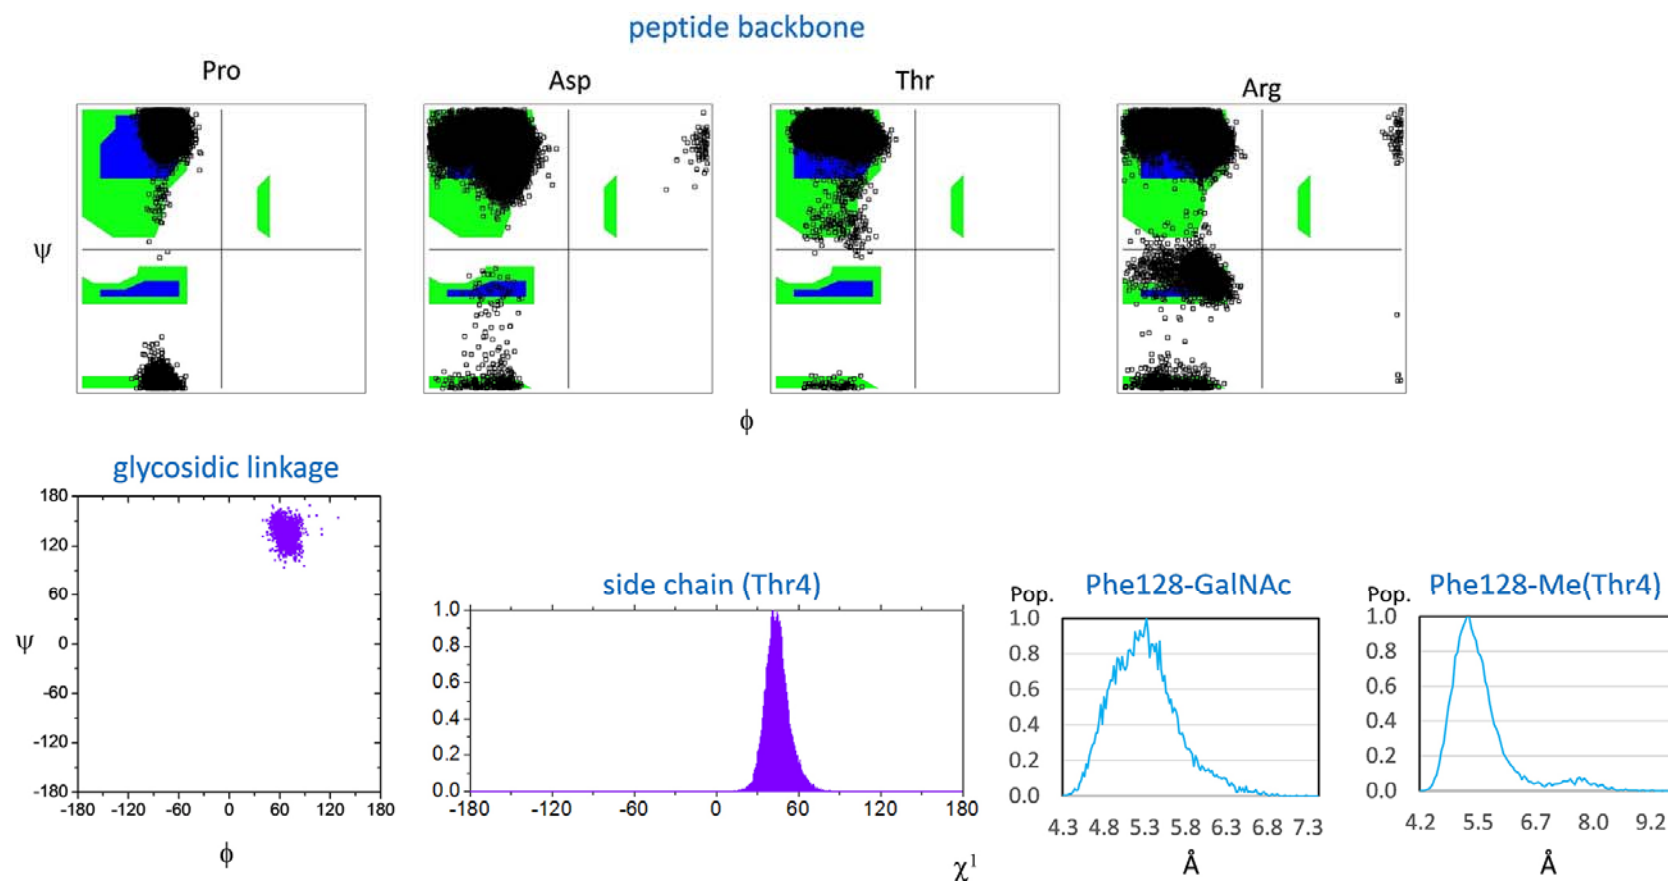 peptide backbone
Pro
Asp
Thr
Arg
ψ
ϕ
glycosidic linkage
180
120
60
ψ
0
-60
-120
-180
-180 -120 -60 0 60 120 180
ϕ
side chain (Thr4)
1.0
0.8
0.6
0.4
0.2
0.0
-180 -120 -60 0 60 120 180
χ¹
Phe128-GalNAc
Pop.
1.0
0.8
0.6
0.4
0.2
0.0
4.3 4.8 5.3 5.8 6.3 6.8 7.3
Å
Phe128-Me(Thr4)
Pop.
1.0
0.8
0.6
0.4
0.2
0.0
4.2 5.5 6.7 8.0 9.2
Å